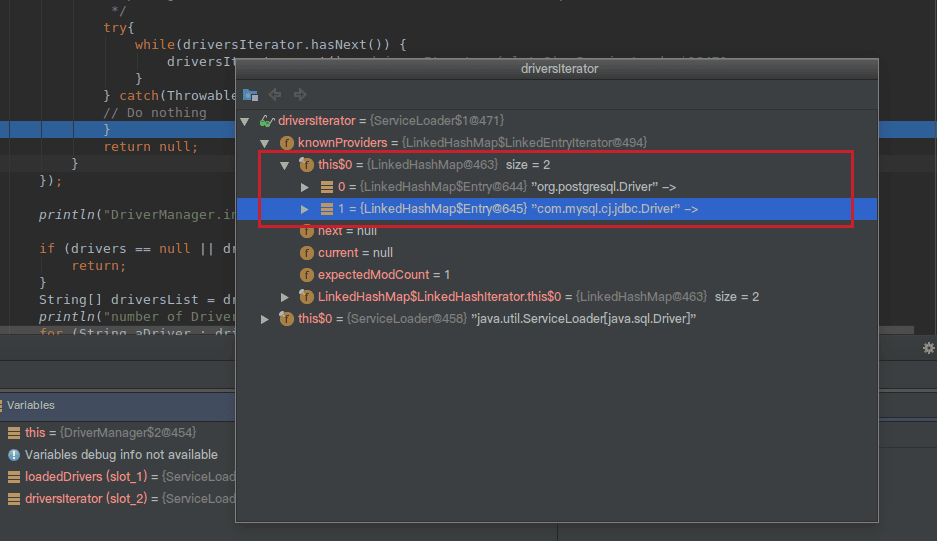 */
try{
while(driversIterator.hasNext()) {
driversI
}
} catch(Throwable
// Do nothing
}
return null;
}
});
println("DriverManager.in
if (drivers == null || dr
return;
}
String[] driversList = dr
println("number of Driver
for (String aDriver : dri
driversIterator
driversIterator = {ServiceLoader$1@471}
knownProviders = {LinkedHashMap$LinkedEntryIterator@494}
this$0 = {LinkedHashMap@463} size = 2
0 = {LinkedHashMap$Entry@644} "org.postgresql.Driver" ->
1 = {LinkedHashMap$Entry@645} "com.mysql.cj.jdbc.Driver" ->
next = null
current = null
expectedModCount = 1
LinkedHashMap$LinkedHashIterator.this$0 = {LinkedHashMap@463} size = 2
this$0 = {ServiceLoader@458} "java.util.ServiceLoader[java.sql.Driver]"
Variables
this = {DriverManager$2@454}
Variables debug info not available
loadedDrivers (slot_1) = {ServiceLoad
driversIterator (slot_2) = {ServiceLoad